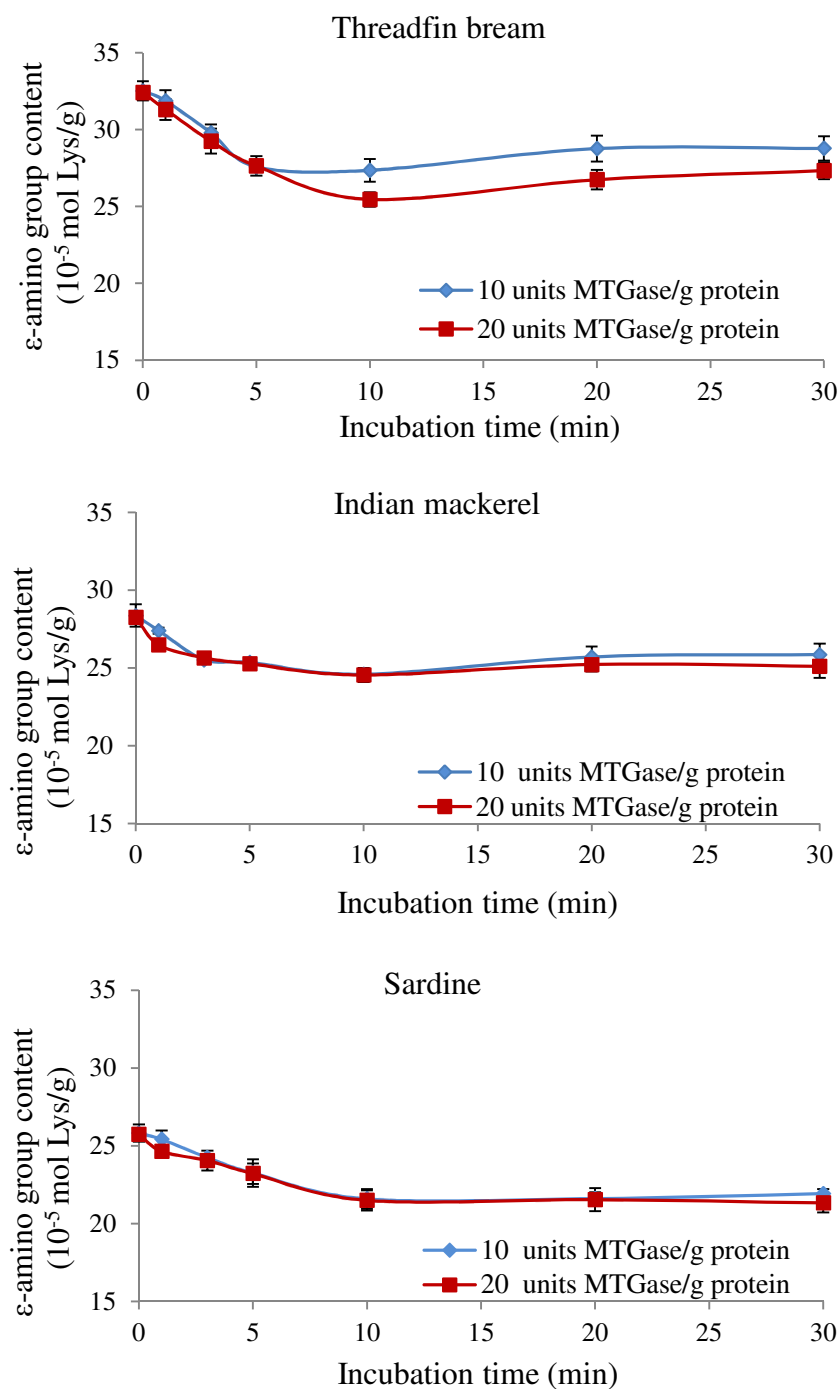 Threadfin bream
ε-amino group content
(10⁻⁵ mol Lys/g)
35
30
25
20
15
10 units MTGase/g protein
20 units MTGase/g protein
0 5 10 15 20 25 30
Incubation time (min)
Indian mackerel
ε-amino group content
(10⁻⁵ mol Lys/g)
35
30
25
20
15
10 units MTGase/g protein
20 units MTGase/g protein
0 5 10 15 20 25 30
Incubation time (min)
Sardine
ε-amino group content
(10⁻⁵ mol Lys/g)
35
30
25
20
15
10 units MTGase/g protein
20 units MTGase/g protein
0 5 10 15 20 25 30
Incubation time (min)